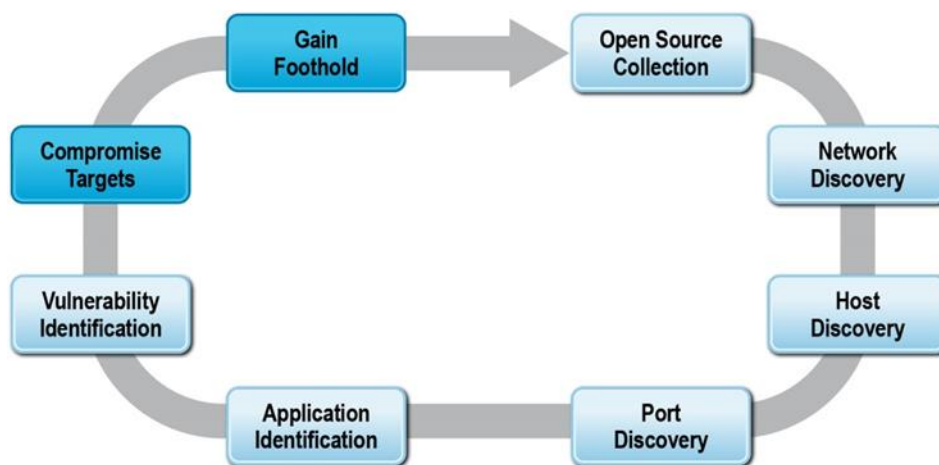 Gain
Foothold
Open Source
Collection
Network
Discovery
Host
Discovery
Port
Discovery
Application
Identification
Vulnerability
Identification
Compromise
Targets